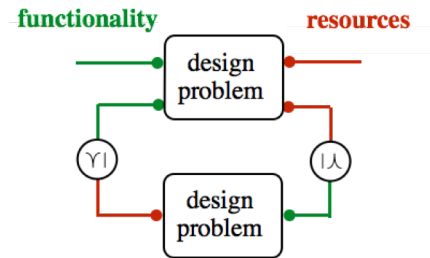 functionality
resources
design
problem
≼
≽
design
problem